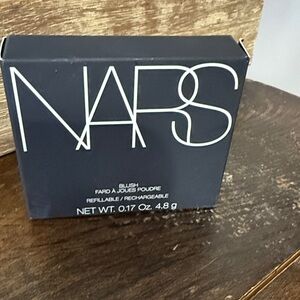 NARS
BLUSH
FARD À JOUES POUDRE
REFILLABLE / RECHARGEABLE
NET WT. 0.17 Oz. 4.8 g